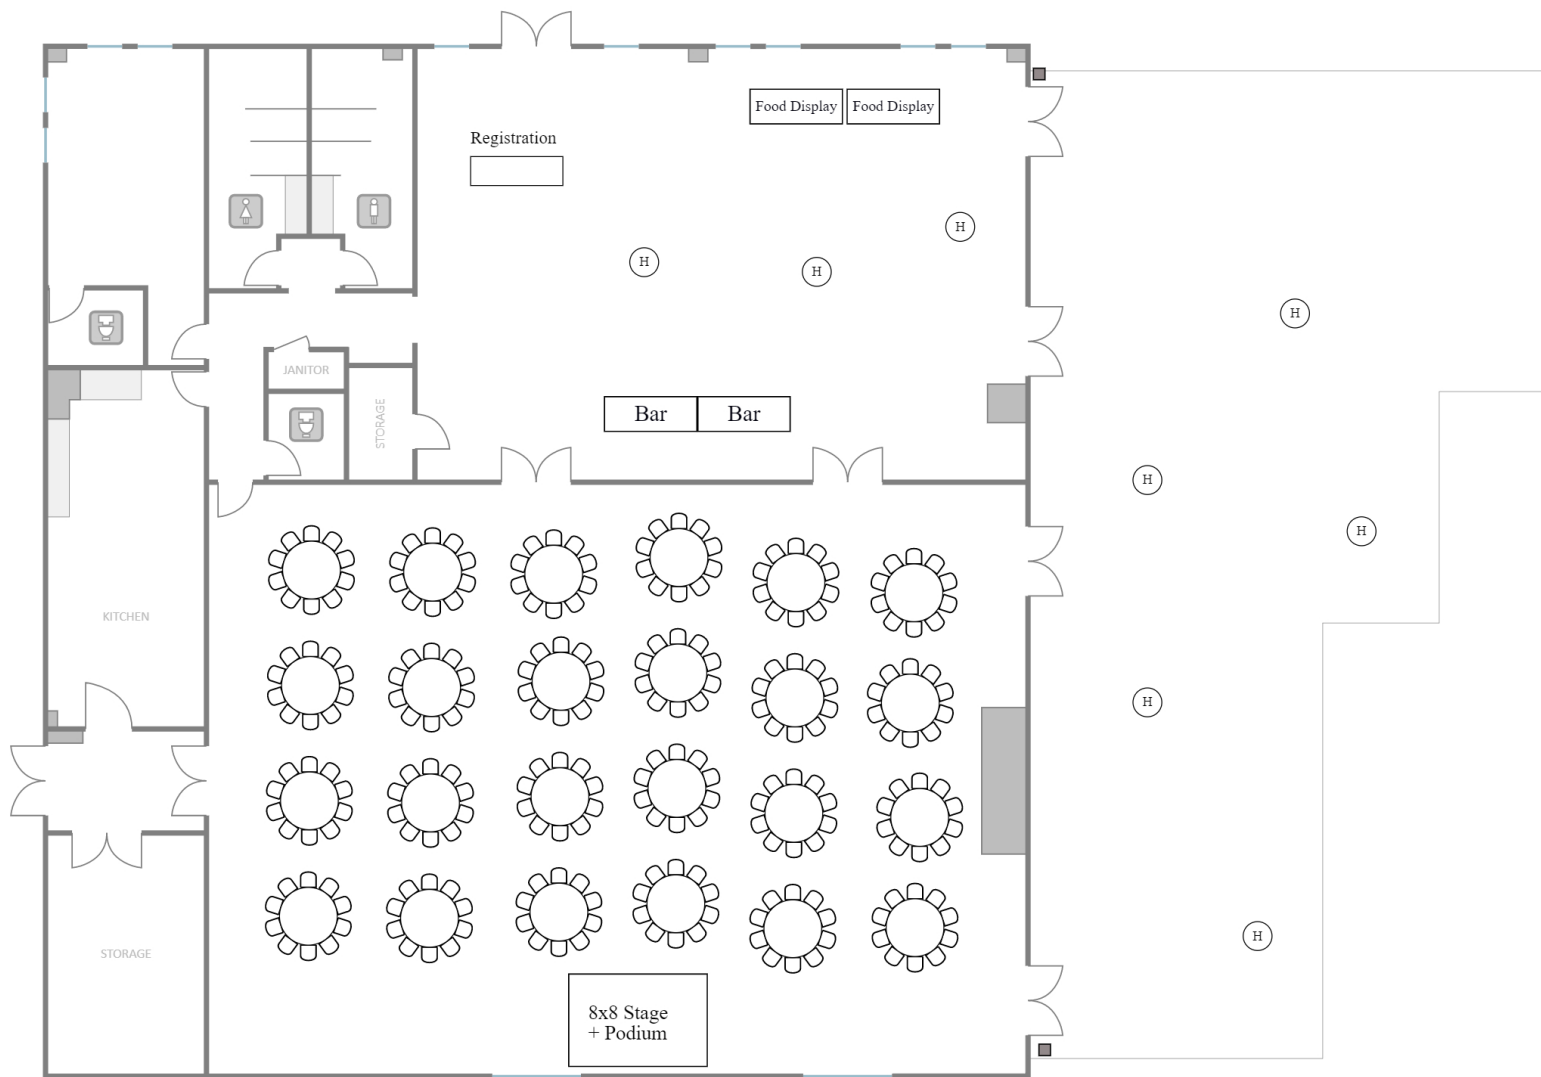 Food Display
Food Display
Registration
H
H
H
H
JANITOR
STORAGE
Bar
Bar
H
H
KITCHEN
H
H
STORAGE
8x8 Stage
+ Podium